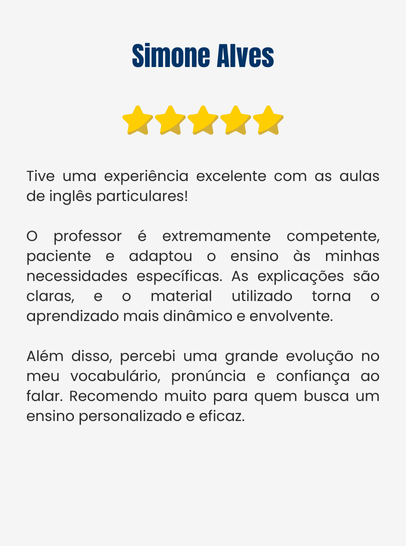 Simone Alves
Tive uma experiência excelente com as aulas
de inglês particulares!
O professor é extremamente competente,
paciente e adaptou o ensino às minhas
necessidades específicas. As explicações são
claras, e o material utilizado torna o
aprendizado mais dinâmico e envolvente.
Além disso, percebi uma grande evolução no
meu vocabulário, pronúncia e confiança ao
falar. Recomendo muito para quem busca um
ensino personalizado e eficaz.